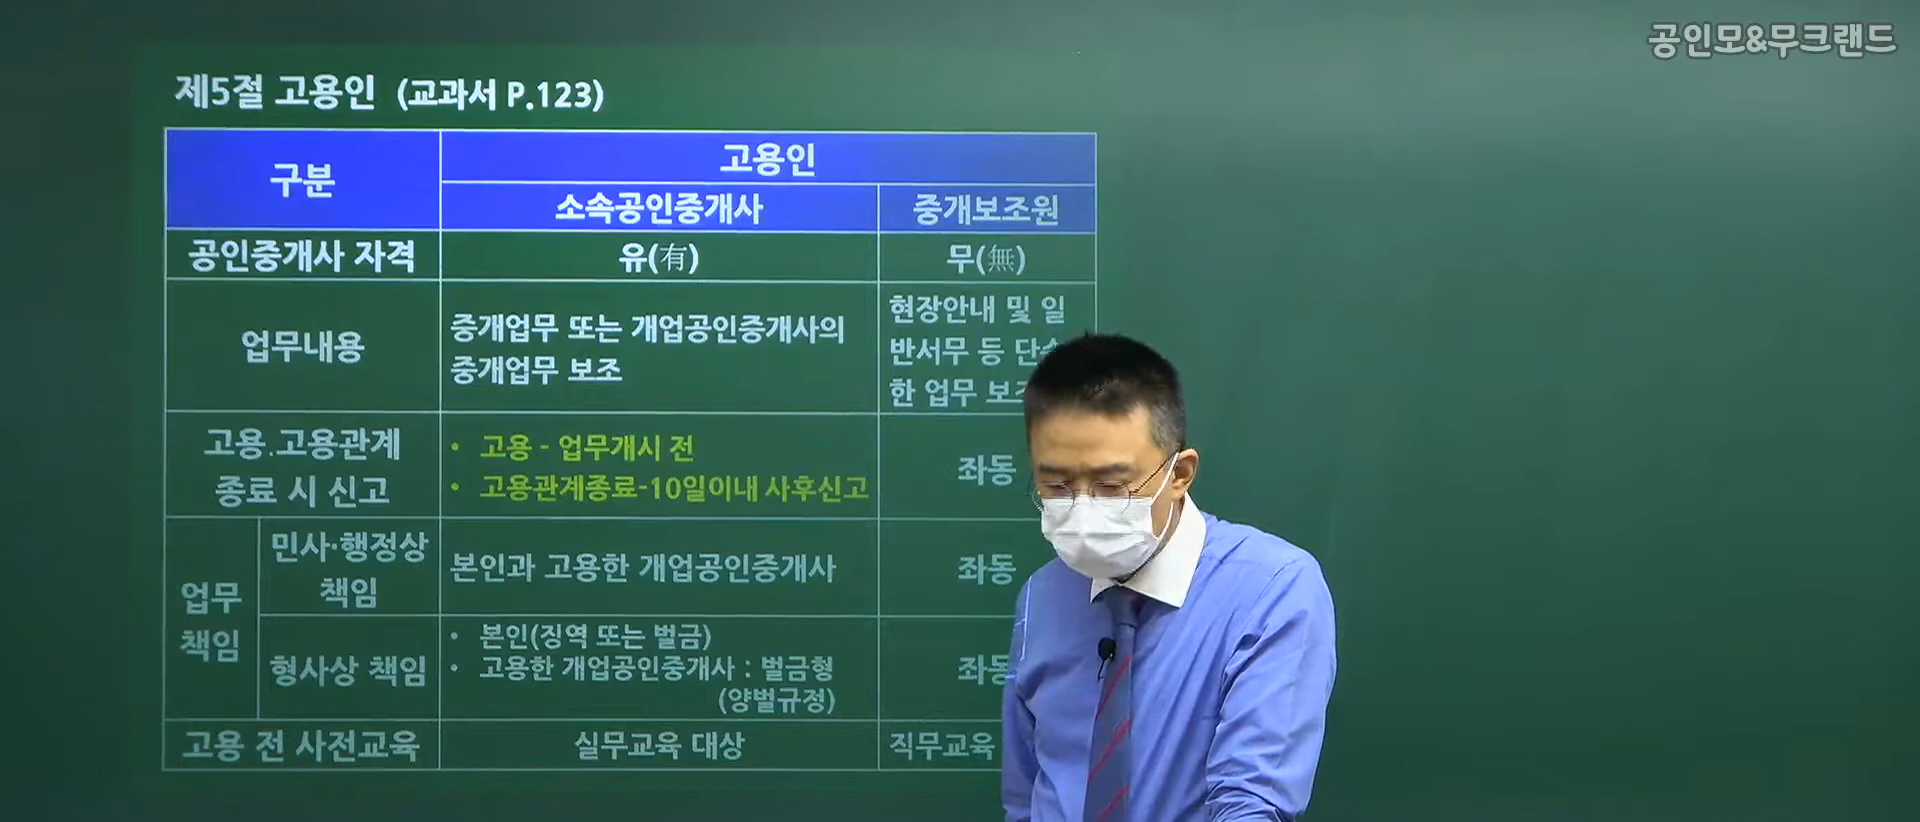 공인모&무크랜드
제5절 고용인 (교과서 P.123)
구분
고용인
소속공인중개사
중개보조원
공인중개사 자격
유(有)
무(無)
업무내용
중개업무 또는 개업공인중개사의
중개업무 보조
현장안내 및 일
반서무 등
한 업무
고용.고용관계
종료 시 신고
• 고용 - 업무개시 전
• 고용관계종료-10일이내 사후신고
좌동
업무
책임
민사·행정상
책임
본인과 고용한 개업공인중개사
좌동
형사상 책임
• 본인(징역 또는 벌금)
• 고용한 개업공인중개사 : 벌금형
(양벌규정)
좌동
고용 전 사전교육
실무교육 대상
직무교육